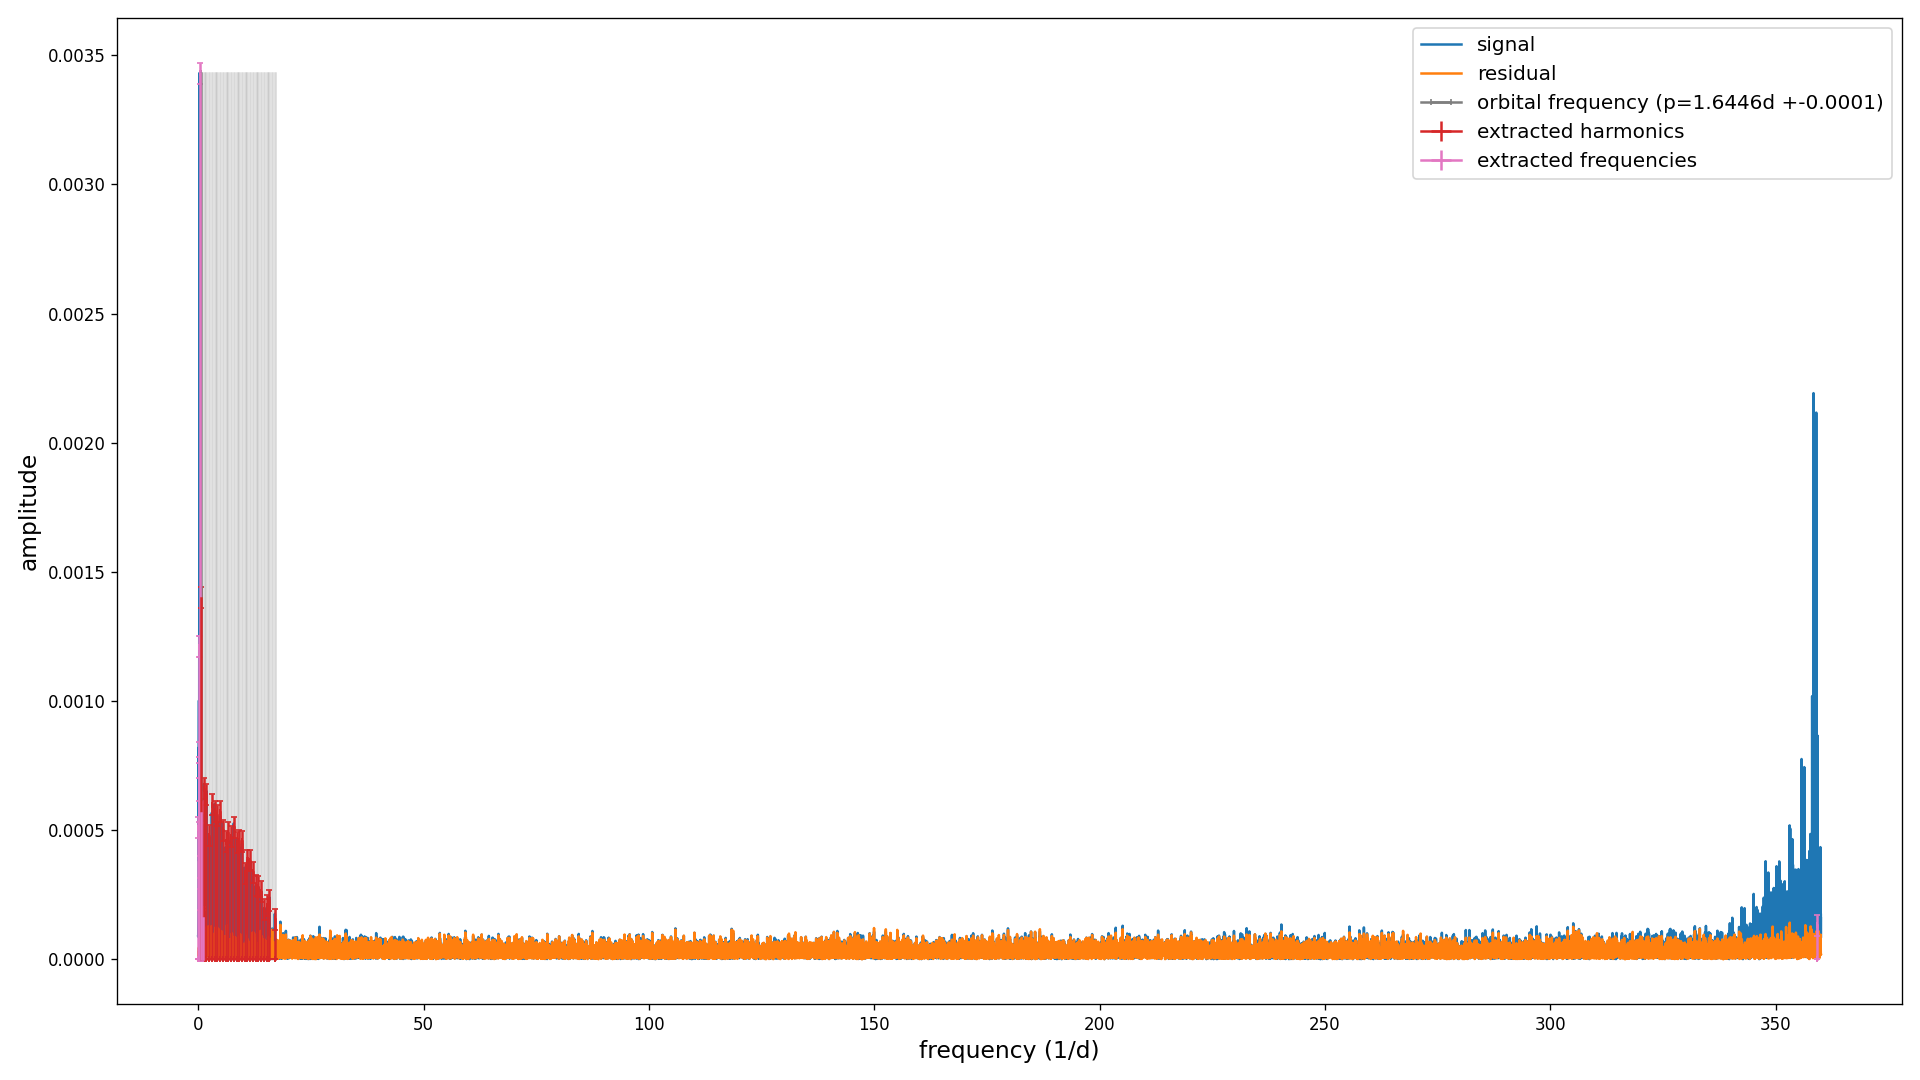 0.0035
0.0030
0.0025
0.0020
0.0015
0.0010
0.0005
0.0000
amplitude
signal
residual
orbital frequency (p=1.6446d +-0.0001)
extracted harmonics
extracted frequencies
0 50 100 150 200 250 300 350
frequency (1/d)